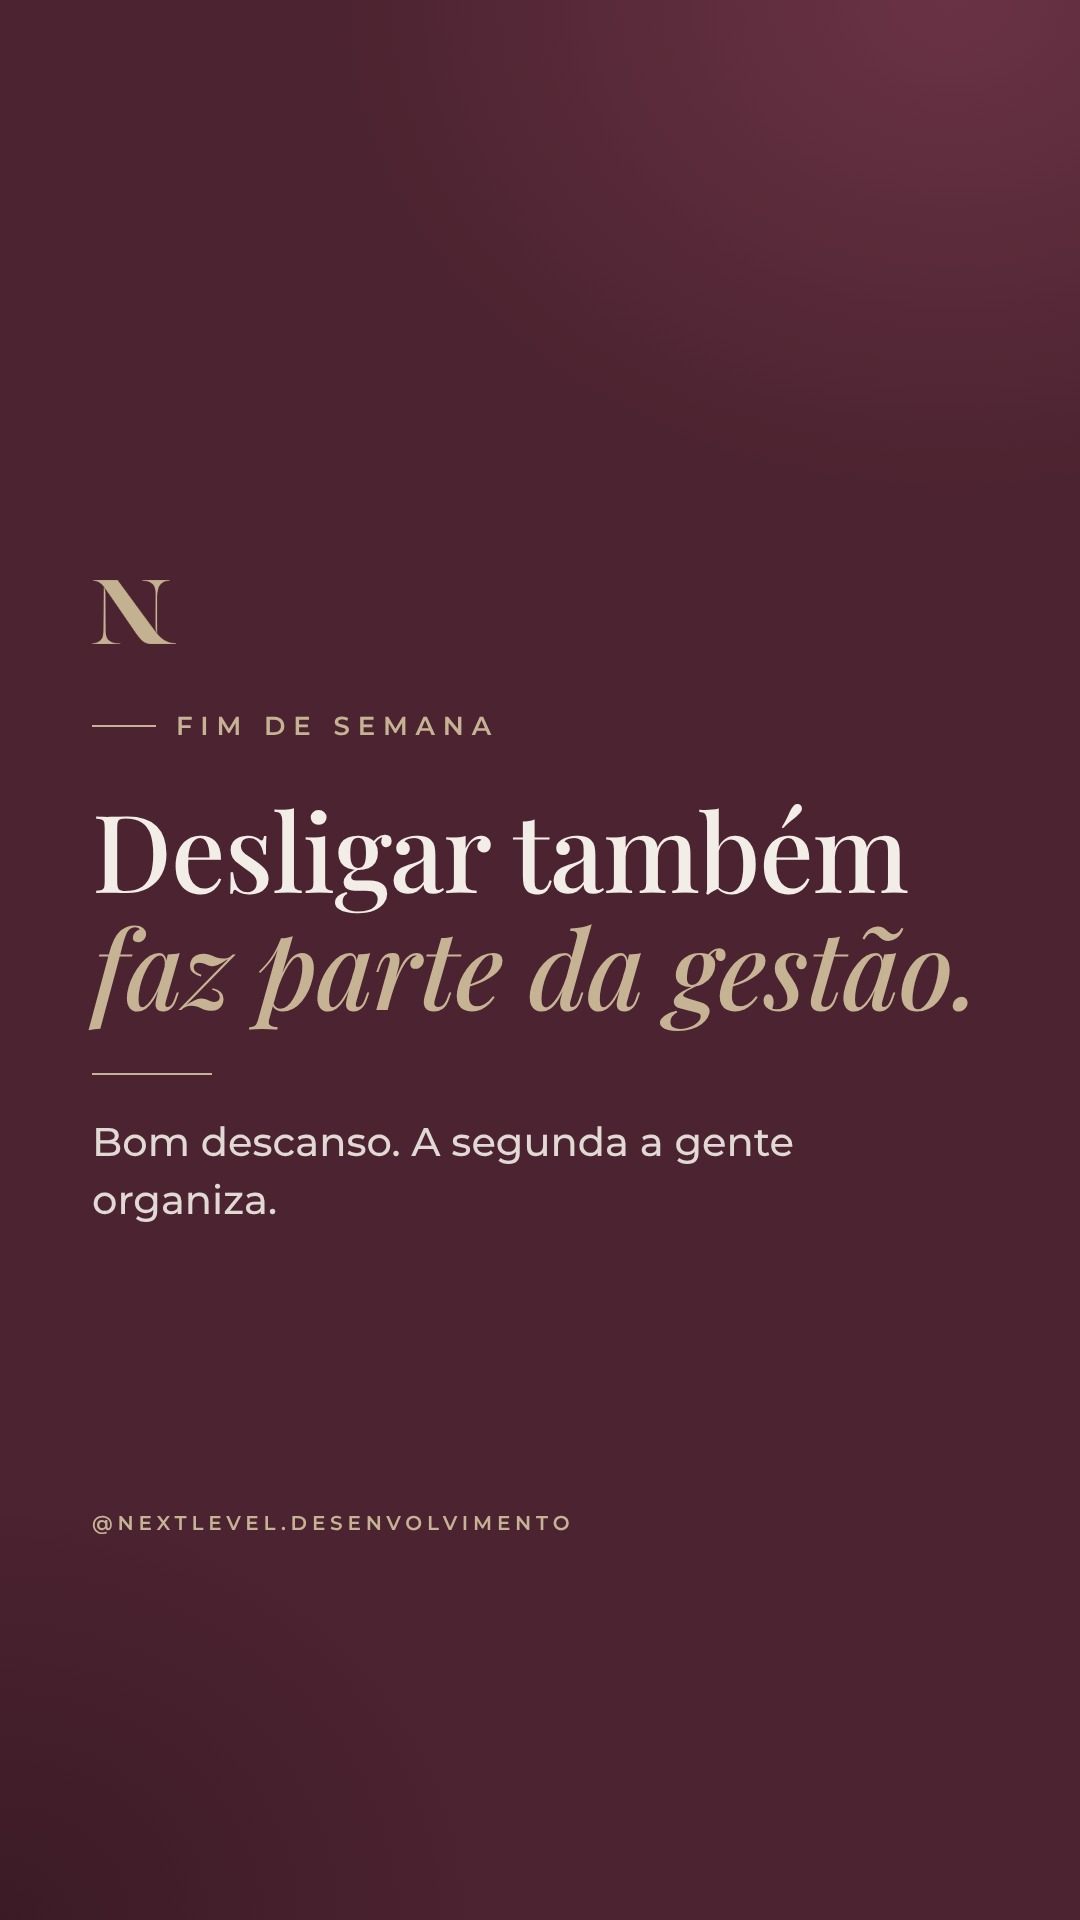 N
FIM DE SEMANA
Desligar também
faz parte da gestão.
Bom descanso. A segunda a gente
organiza.
@NEXTLEVEL.DESENVOLVIMENTO